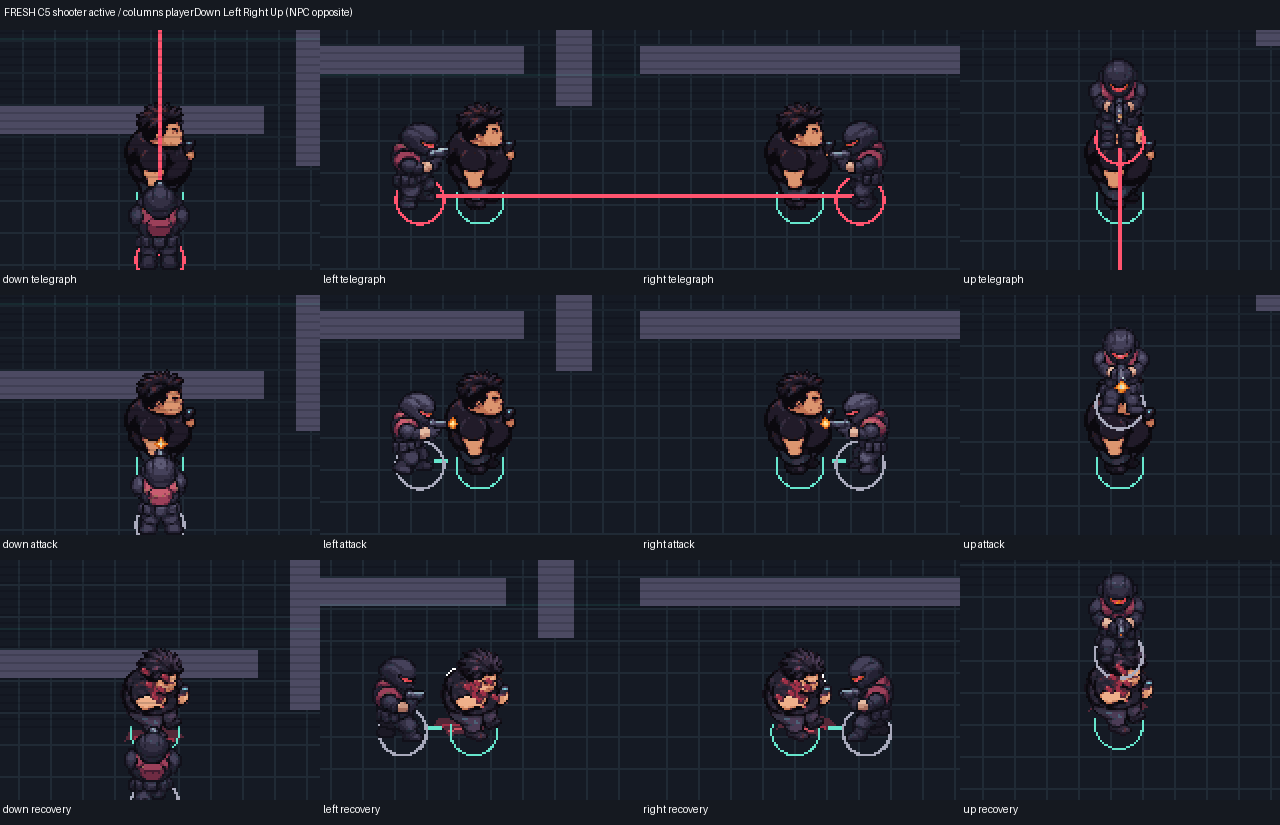 FRESH C5 shooter active / columns playerDown Left Right Up (NPC opposite)
down telegraph
left telegraph
right telegraph
up telegraph
down attack
left attack
right attack
up attack
down recovery
left recovery
right recovery
up recovery